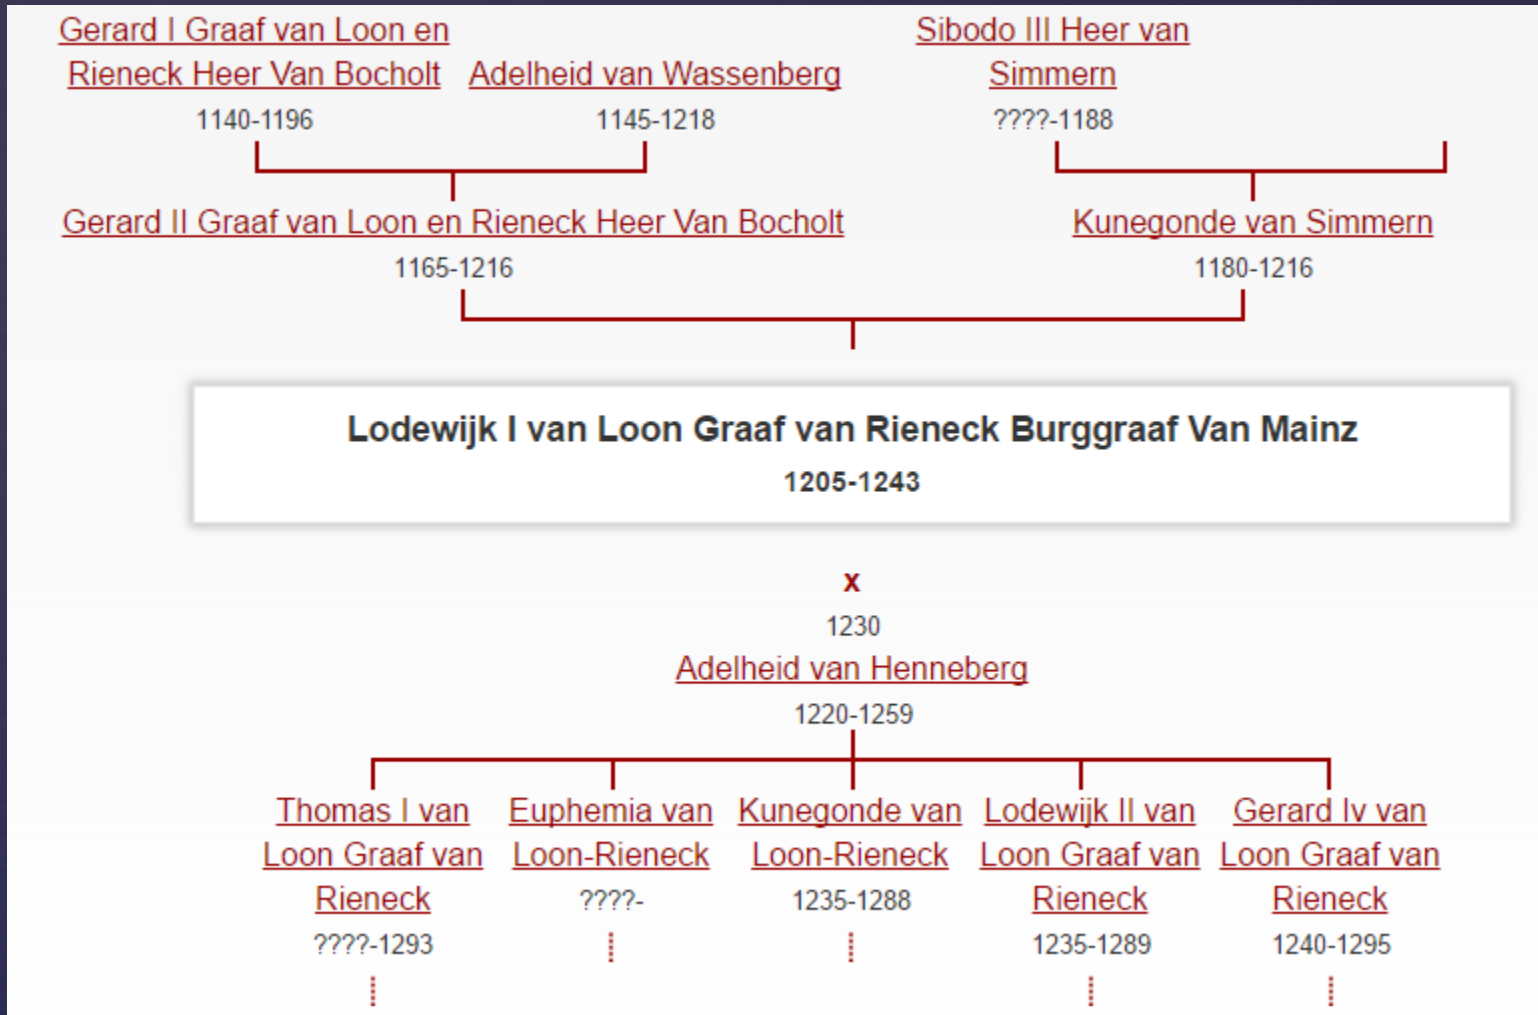 Gerard I Graaf van Loon en
Rieneck Heer Van Bocholt
1140-1196
Adelheid van Wassenberg
1145-1218
Sibodo III Heer van
Simmern
????-1188
Gerard II Graaf van Loon en Rieneck Heer Van Bocholt
1165-1216
Kunegonde van Simmern
1180-1216
Lodewijk I van Loon Graaf van Rieneck Burggraaf Van Mainz
1205-1243
x
1230
Adelheid van Henneberg
1220-1259
Thomas I van
Loon Graaf van
Rieneck
????-1293
Euphemia van
Loon-Rieneck
????-
Kunegonde van
Loon-Rieneck
1235-1288
Lodewijk II van
Loon Graaf van
Rieneck
1235-1289
Gerard Iv van
Loon Graaf van
Rieneck
1240-1295